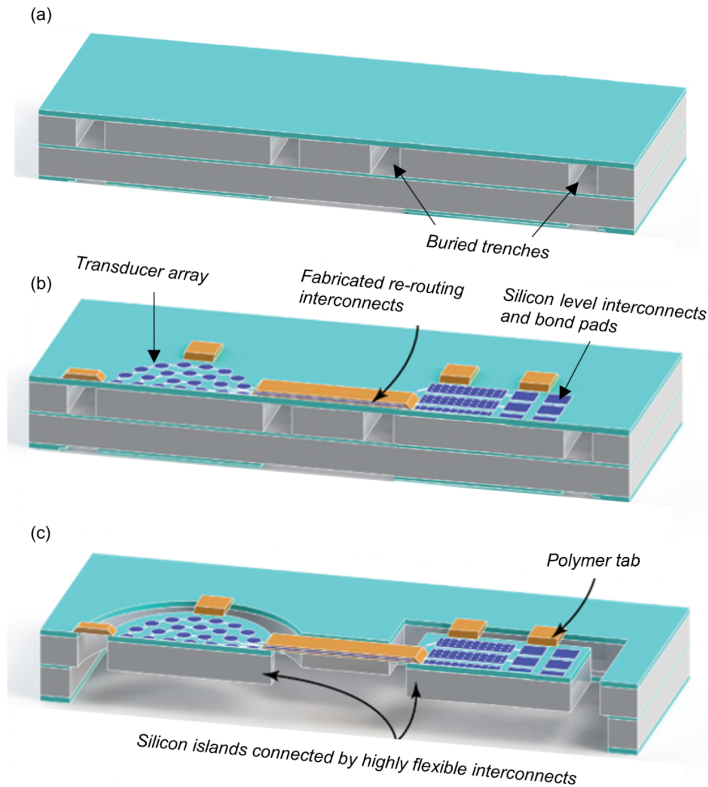 (a)
Buried trenches
(b)
Transducer array
Fabricated re-routing
interconnects
Silicon level interconnects
and bond pads
(c)
Polymer tab
Silicon islands connected by highly flexible interconnects